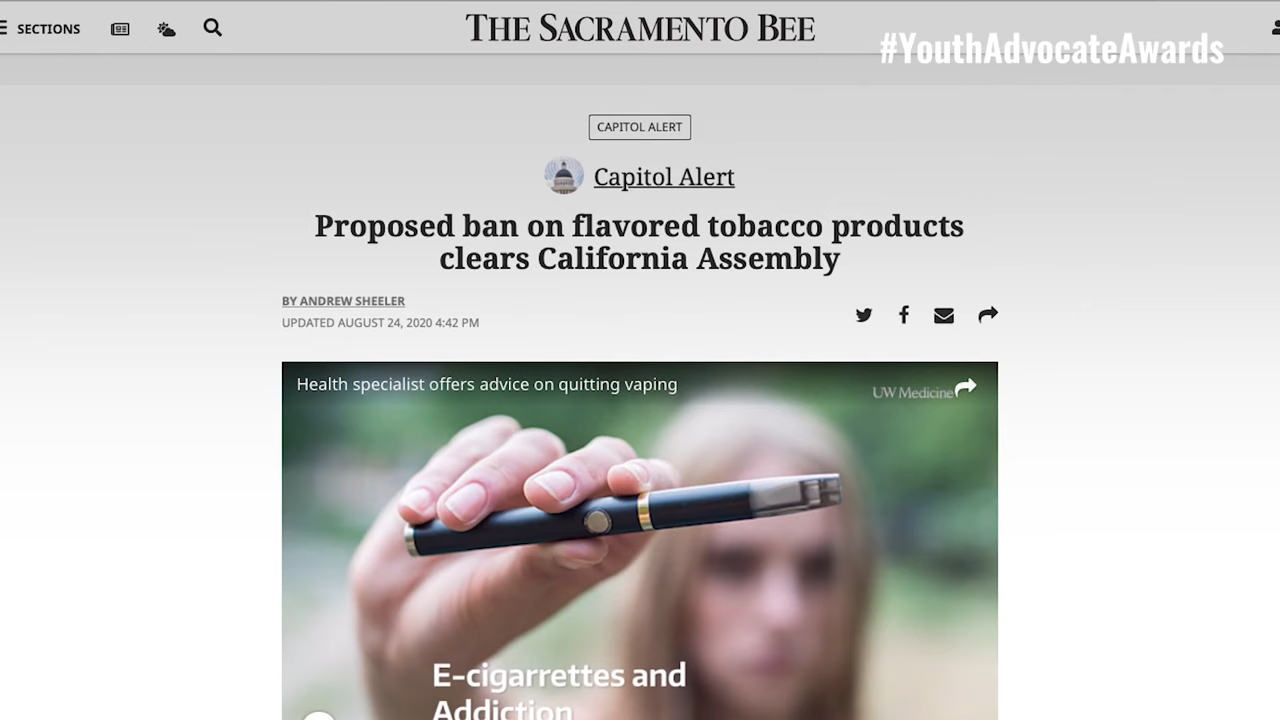 SECTIONS
THE SACRAMENTO BEE
#YouthAdvocateAwards
CAPITOL ALERT
Capitol Alert
Proposed ban on flavored tobacco products
clears California Assembly
BY ANDREW SHEELER
UPDATED AUGUST 24, 2020 4:42 PM
Health specialist offers advice on quitting vaping
UW Medicine
E-cigarrettes and
Addiction